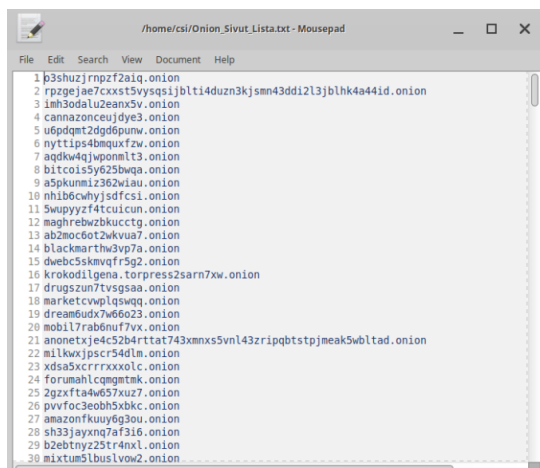 /home/csi/Onion_Sivut_Lista.txt - Mousepad
File Edit Search View Document Help
1 p3shuzjrnpzf2aiq.onion
2 rpzgejae7cxxst5vysqsijblti4duzn3kjsmn43ddi2l3jblhk4a44id.onion
3 imh3odalu2eanx5v.onion
4 cannazonceujdye3.onion
5 u6pdqmt2dgd6punw.onion
6 nyttips4bmquxfzw.onion
7 aqdkw4qjwponmlt3.onion
8 bitcois5y625bwqa.onion
9 a5pkunmiz362wiau.onion
10 nhib6cwhyjsdfcsi.onion
11 5wupyyzf4tcuicun.onion
12 maghrebwzbkucctg.onion
13 ab2moc6ot2wkvua7.onion
14 blackmarthw3vp7a.onion
15 dwebc5skmvqfr5g2.onion
16 krokodilgena.torpress2sarn7xw.onion
17 drugszun7tvsgsaa.onion
18 marketcvwplqswqq.onion
19 dream6udx7w66o23.onion
20 mobil7rab6nuf7vx.onion
21 anonetxje4c52b4rttat743xmnxs5vnl43zripqbtstpjmeak5wbltad.onion
22 milkwxjpscr54dlm.onion
23 xdsa5xcrrrxxxolc.onion
24 forumahlcqmgmtmk.onion
25 2gzxfta4w657xuz7.onion
26 pvvfoc3eobh5xbkc.onion
27 amazonfkuuy6g3ou.onion
28 sh33jayxnq7af3i6.onion
29 b2ebtnyz25tr4nxl.onion
30 mixtum5lbuslvow2.onion